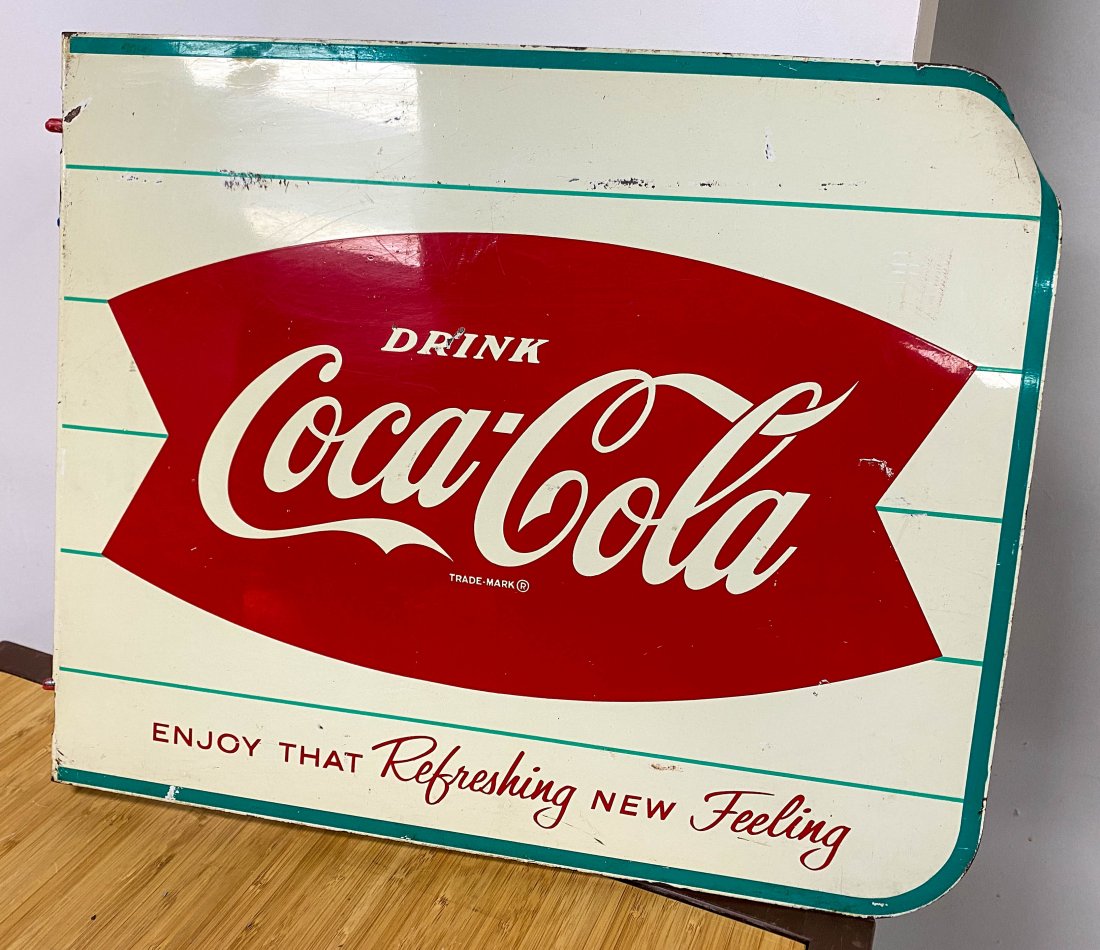 DRINK
Coca-Cola
TRADE-MARK ®
ENJOY THAT Refreshing NEW Feeling